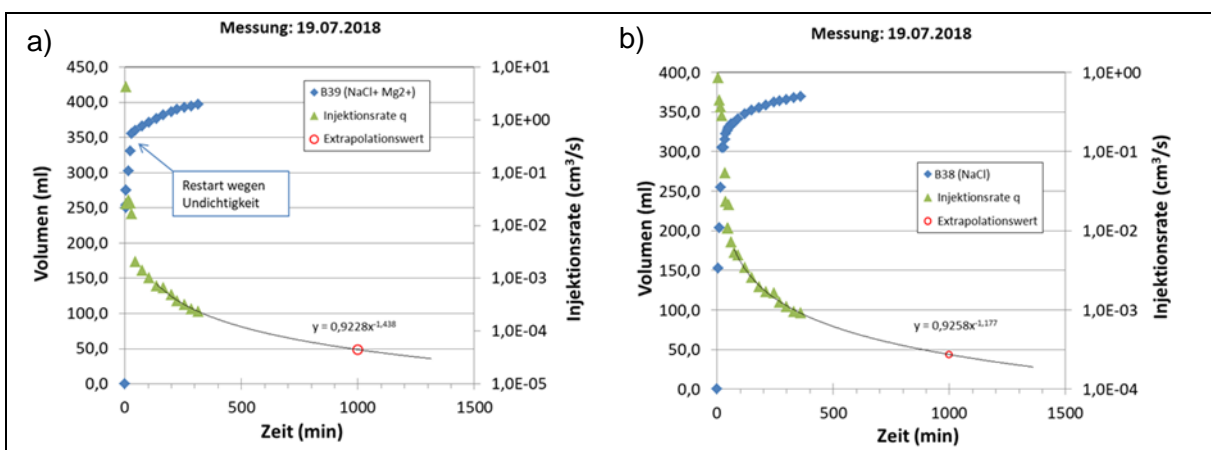 a)
Messung: 19.07.2018
Volumen (ml)
450,0
400,0
350,0
300,0
250,0
200,0
150,0
100,0
50,0
0,0
B39 (NaCl+ Mg2+)
Injektionsrate q
Extrapolationswert
Restart wegen
Undichtigkeit
y = 0,9228x-1,438
1,0E+01
1,0E+00
1,0E-01
1,0E-02
1,0E-03
1,0E-04
1,0E-05
Injektionsrate (cm³/s)
0
500
1000
1500
Zeit (min)
b)
Messung: 19.07.2018
Volumen (ml)
400,0
350,0
300,0
250,0
200,0
150,0
100,0
50,0
0,0
B38 (NaCl)
Injektionsrate q
Extrapolationswert
y = 0,9258x-1,177
1,0E+00
1,0E-01
1,0E-02
1,0E-03
1,0E-04
Injektionsrate (cm³/s)
0
500
1000
1500
Zeit (min)